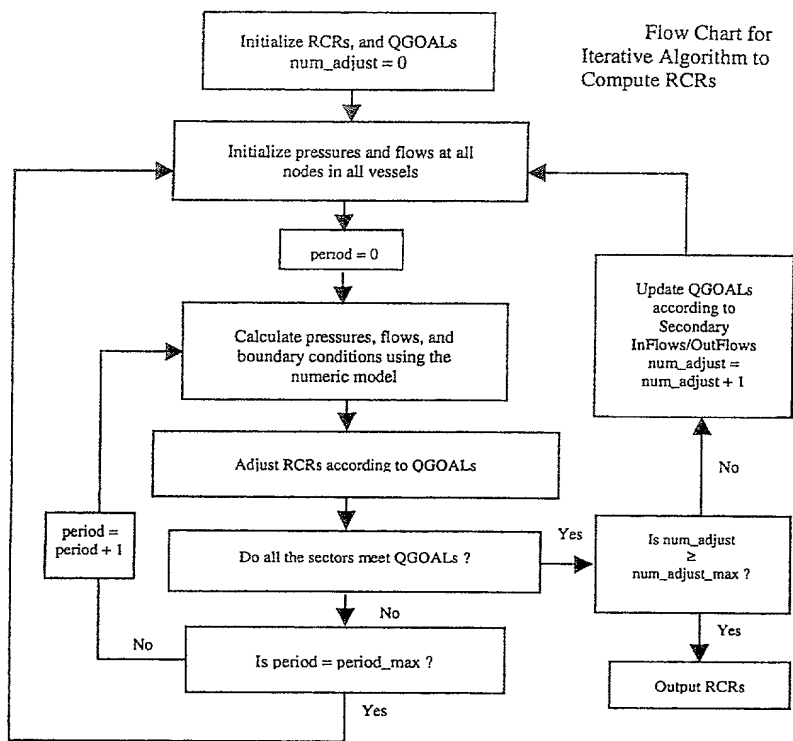 Flow Chart for
Iterative Algorithm to
Compute RCRs
Initialize RCRs, and QGOALs
num_adjust = 0
Initialize pressures and flows at all
nodes in all vessels
period = 0
Calculate pressures, flows, and
boundary conditions using the
numeric model
Adjust RCRs according to QGOALs
Do all the sectors meet QGOALs ?
No
Is period = period_max ?
No
period =
period + 1
Yes
Yes
Is num_adjust
≥
num_adjust_max ?
No
Update QGOALs
according to
Secondary
InFlows/OutFlows
num_adjust =
num_adjust + 1
Yes
Output RCRs